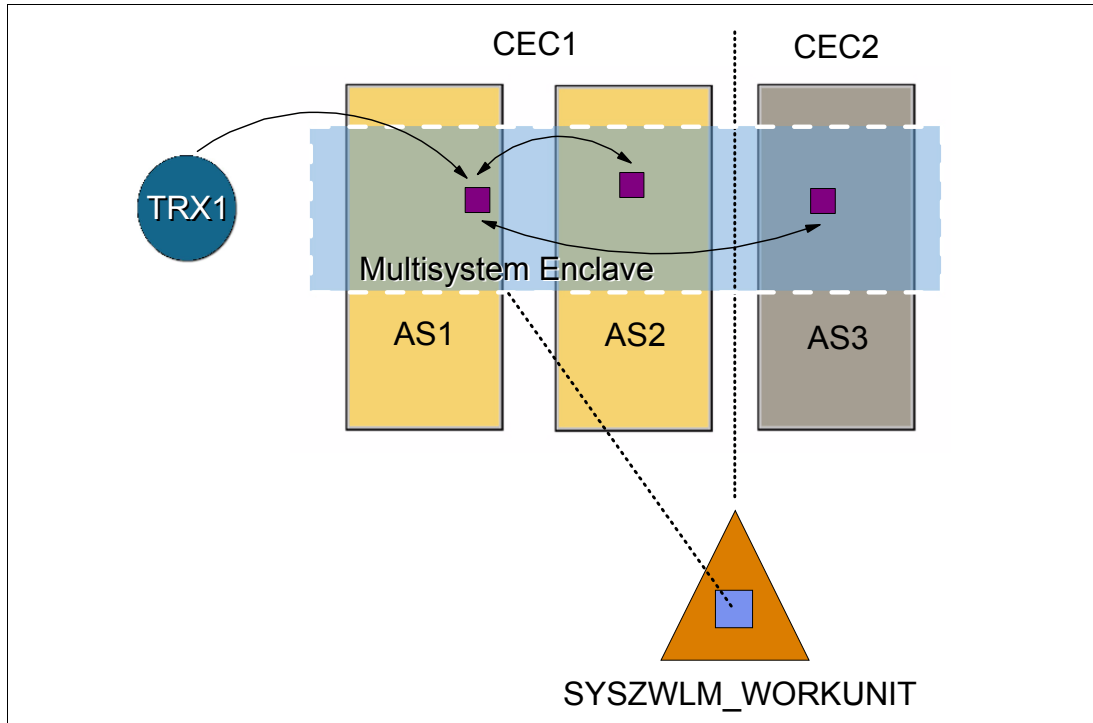 CEC1
CEC2
TRX1
Multisystem Enclave
AS1
AS2
AS3
SYSZWLM_WORKUNIT